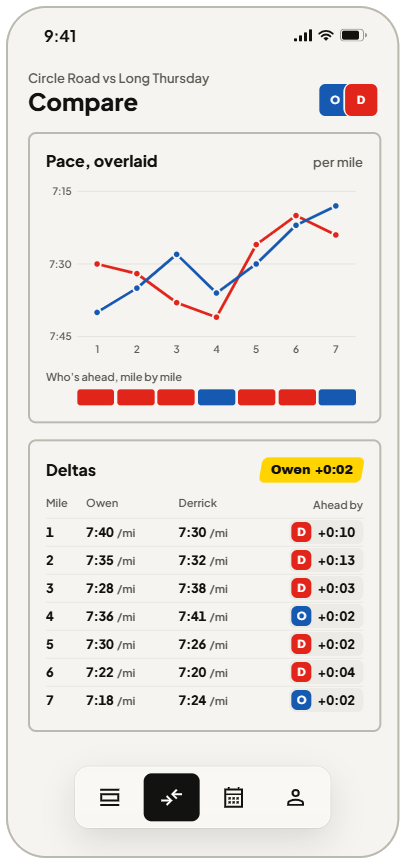 9:41
Circle Road vs Long Thursday
Compare
O D
Pace, overlaid per mile
7:15
7:30
7:45
1 2 3 4 5 6 7
Who's ahead, mile by mile
Deltas Owen +0:02
Mile Owen Derrick Ahead by
1 7:40 /mi 7:30 /mi D +0:10
2 7:35 /mi 7:32 /mi D +0:13
3 7:28 /mi 7:38 /mi D +0:03
4 7:36 /mi 7:41 /mi O +0:02
5 7:30 /mi 7:26 /mi D +0:02
6 7:22 /mi 7:20 /mi D +0:04
7 7:18 /mi 7:24 /mi O +0:02